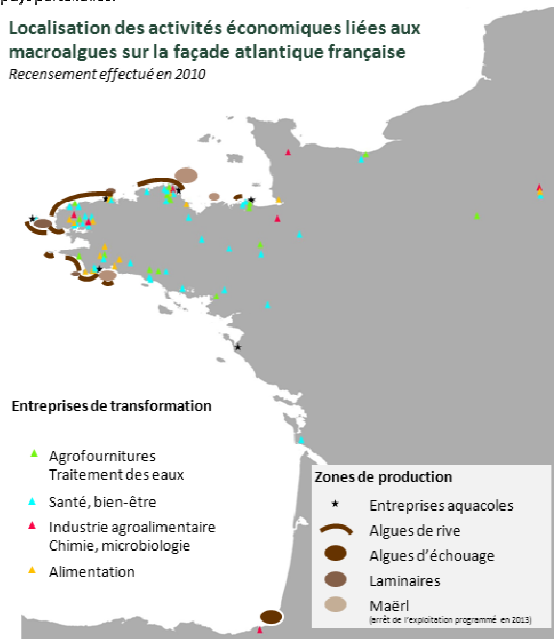 pays partenaires.
Localisation des activités économiques liées aux
macroalgues sur la façade atlantique française
Recensement effectué en 2010
Entreprises de transformation
Agrofournitures
Traitement des eaux
Santé, bien-être
Industrie agroalimentaire
Chimie, microbiologie
Alimentation
Zones de production
Entreprises aquacoles
Algues de rive
Algues d'échouage
Laminaires
Maërl
(arrêt de l'exploitation programmé en 2013)